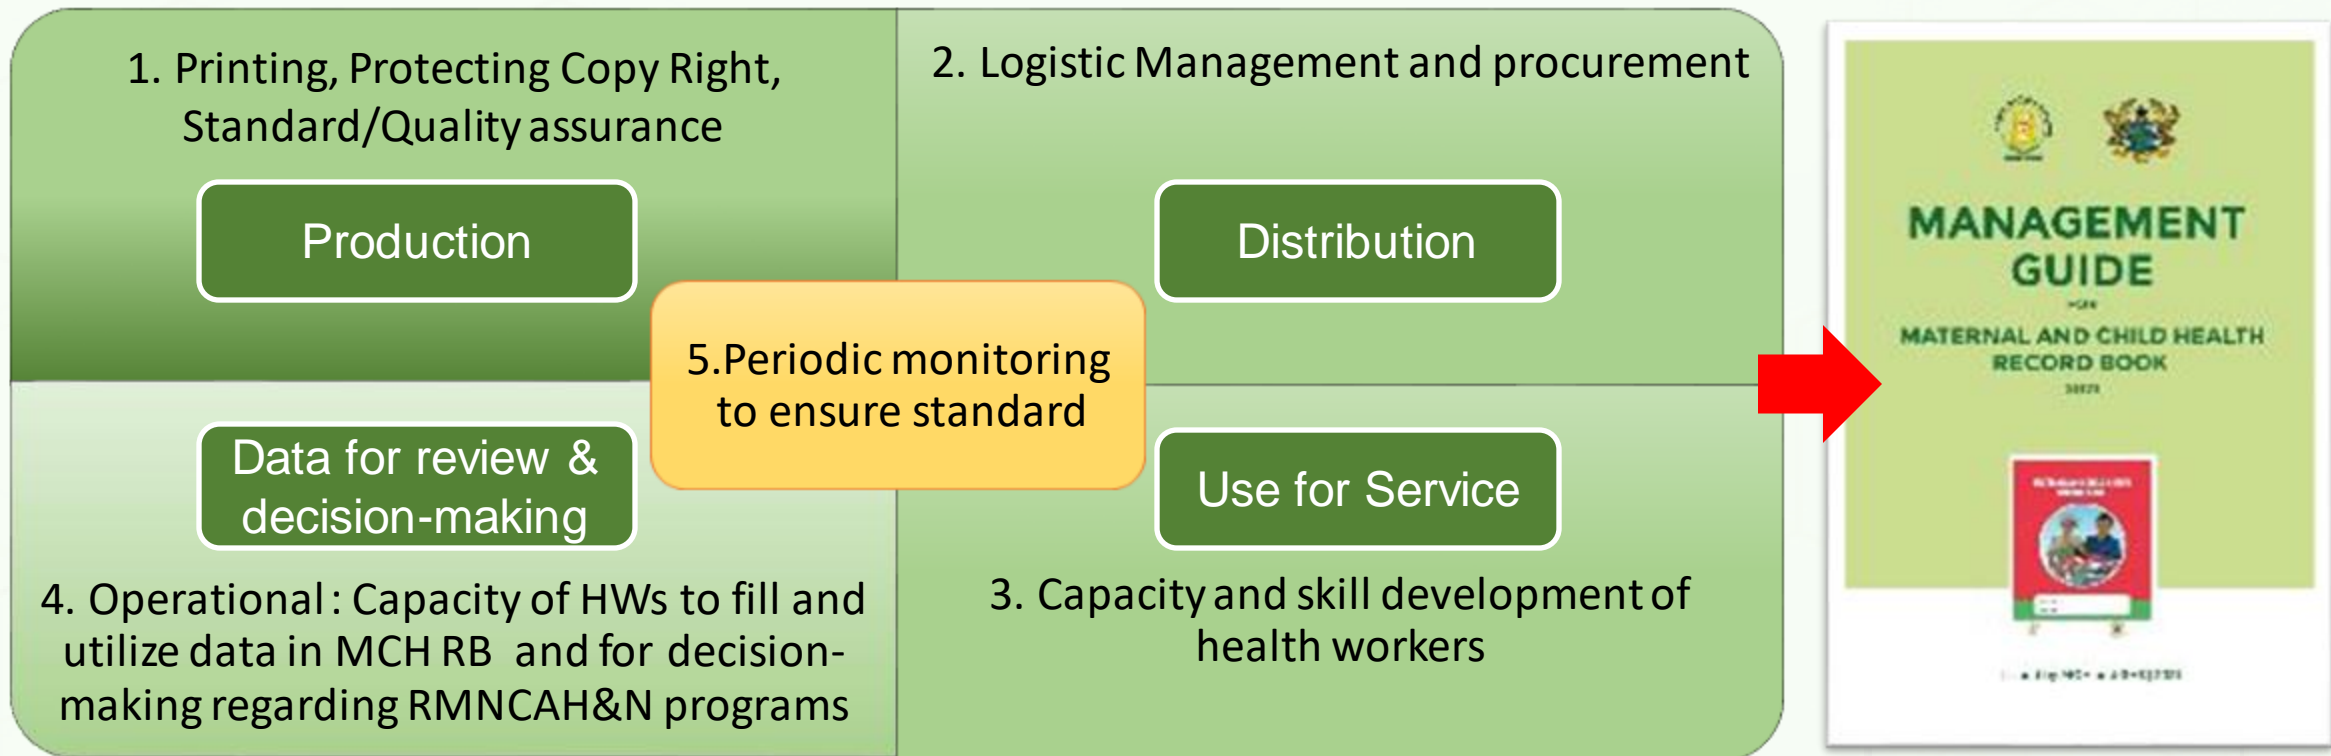 1. Printing, Protecting Copy Right,
Standard/Quality assurance
Production
2. Logistic Management and procurement
Distribution
5.Periodic monitoring
to ensure standard
Data for review &
decision-making
4. Operational : Capacity of HWs to fill and
utilize data in MCH RB and for decision-
making regarding RMNCAH&N programs
Use for Service
3. Capacity and skill development of
health workers
MANAGEMENT
GUIDE
MATERNAL AND CHILD HEALTH
RECORD BOOK